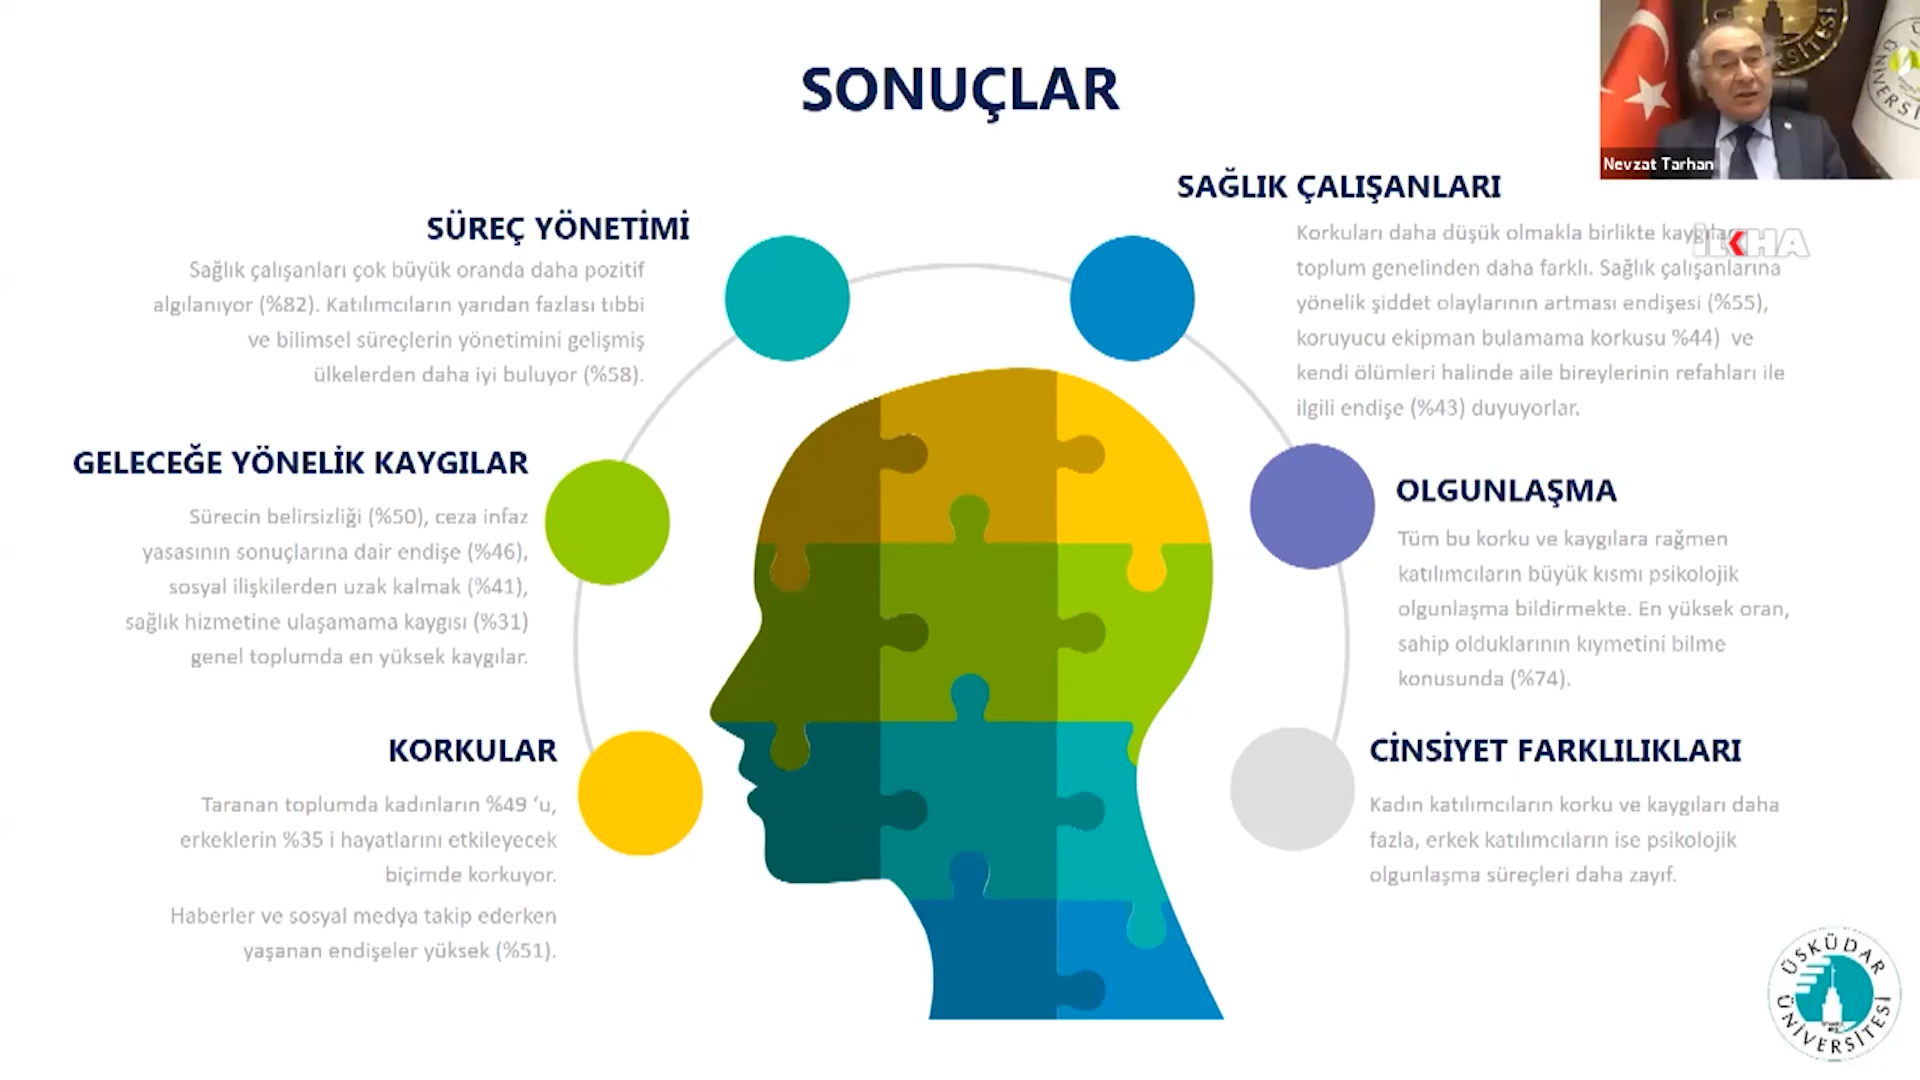 SONUÇLAR
SÜREÇ YÖNETİMİ
Sağlık çalışanları çok büyük oranda daha pozitif
algılanıyor (%82). Katılımcıların yarıdan fazlası tıbbi
ve bilimsel süreçlerin yönetimini gelişmiş
ülkelerden daha iyi buluyor (%58).
GELECEĞE YÖNELİK KAYGILAR
Sürecin belirsizliği (%50), ceza infaz
yasasının sonuçlarına dair endişe (%46),
sosyal ilişkilerden uzak kalmak (%41),
sağlık hizmetine ulaşamama kaygısı (%31)
genel toplumda en yüksek kaygılar.
KORKULAR
Taranan toplumda kadınların %49 ‘u,
erkeklerin %35 i hayatlarını etkileyecek
biçimde korkuyor.
Haberler ve sosyal medya takip ederken
yaşanan endişeler yüksek (%51).
SAĞLIK ÇALIŞANLARI
Korkuları daha düşük olmakla birlikte
toplum genelinden daha farklı. Sağlık çalışanlarına
yönelik şiddet olaylarının artması endişesi (%55),
koruyucu ekipman bulamama korkusu %44) ve
kendi ölümleri halinde aile bireylerinin refahları ile
ilgili endişe (%43) duyuyorlar.
OLGUNLAŞMA
Tüm bu korku ve kaygılara rağmen
katılımcıların büyük kısmı psikolojik
olgunlaşma bildirmekte. En yüksek oran,
sahip olduklarının kıymetini bilme
konusunda (%74).
CİNSİYET FARKLILIKLARI
Kadın katılımcıların korku ve kaygıları daha
fazla, erkek katılımcıların ise psikolojik
olgunlaşma süreçleri daha zayıf.
Nevzat Tarhan
İLKHA
ÜSKÜDAR
ÜNİVERSİTESİ